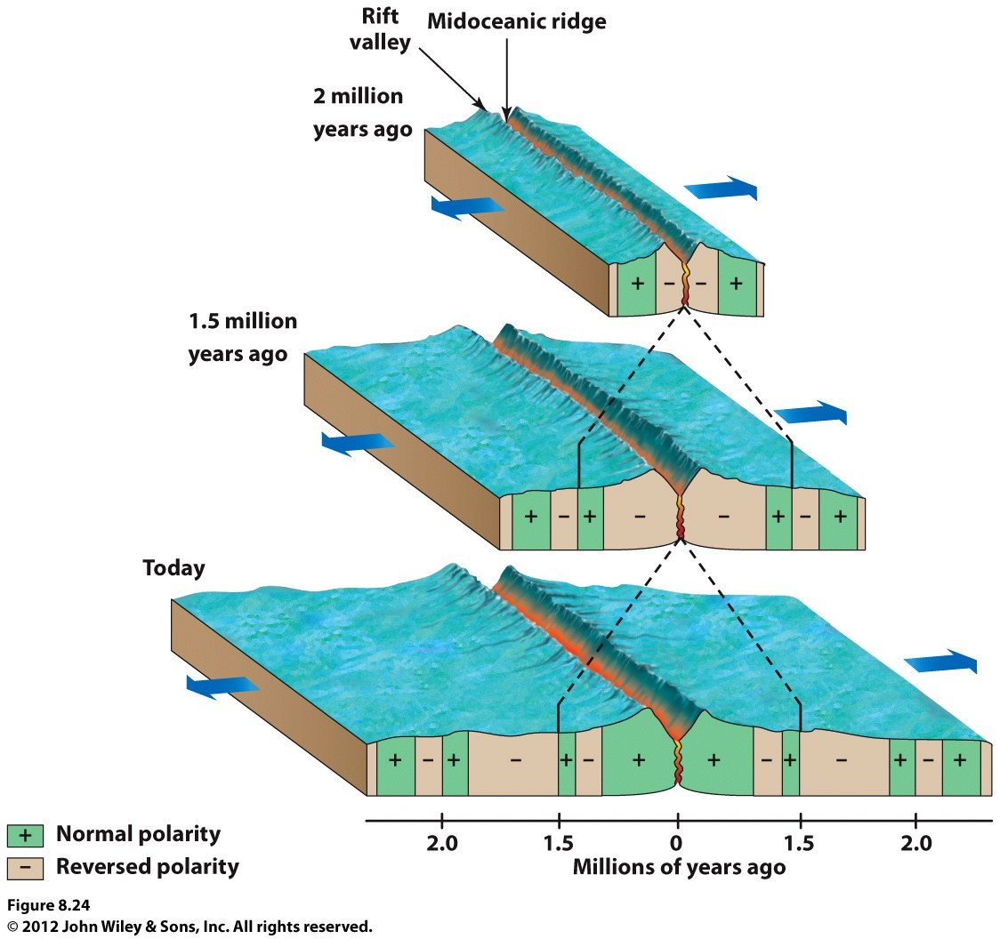 Rift
valley
Midoceanic ridge
2 million
years ago
+ − − +
1.5 million
years ago
+ − + − − + − +
Today
+ − + − + − + + − + − + − +
2.0 1.5 0 1.5 2.0
Millions of years ago
+ Normal polarity
− Reversed polarity
Figure 8.24
© 2012 John Wiley & Sons, Inc. All rights reserved.